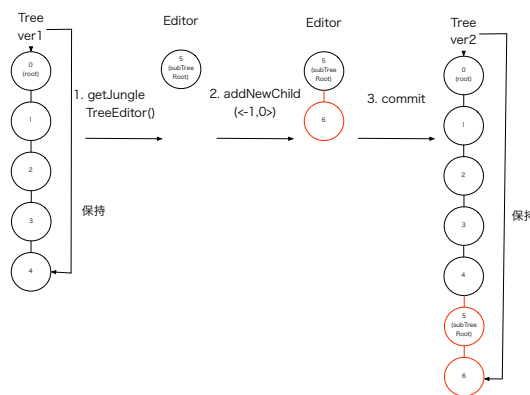 Tree
ver1
0
(root)
1
2
3
4
保持
1. getJungle
TreeEditor()
Editor
5
(subTree
Root)
2. addNewChild
(<-1,0>)
Editor
5
(subTree
Root)
6
3. commit
Tree
ver2
0
(root)
1
2
3
4
5
(subTree
Root)
6
保持